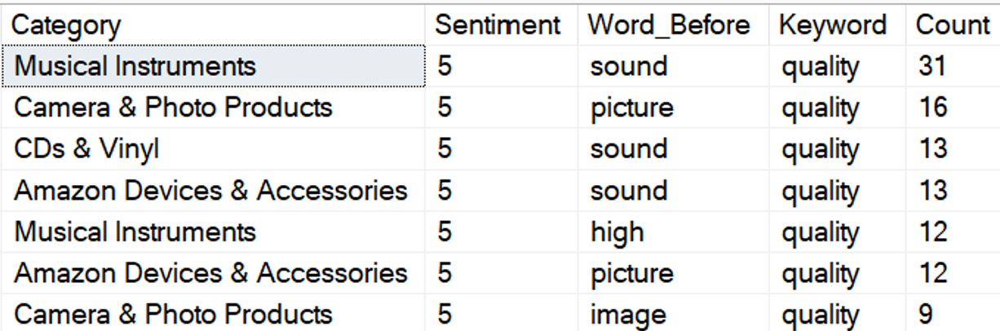 Category Sentiment Word_Before Keyword Count
Musical Instruments 5 sound quality 31
Camera & Photo Products 5 picture quality 16
CDs & Vinyl 5 sound quality 13
Amazon Devices & Accessories 5 sound quality 13
Musical Instruments 5 high quality 12
Amazon Devices & Accessories 5 picture quality 12
Camera & Photo Products 5 image quality 9